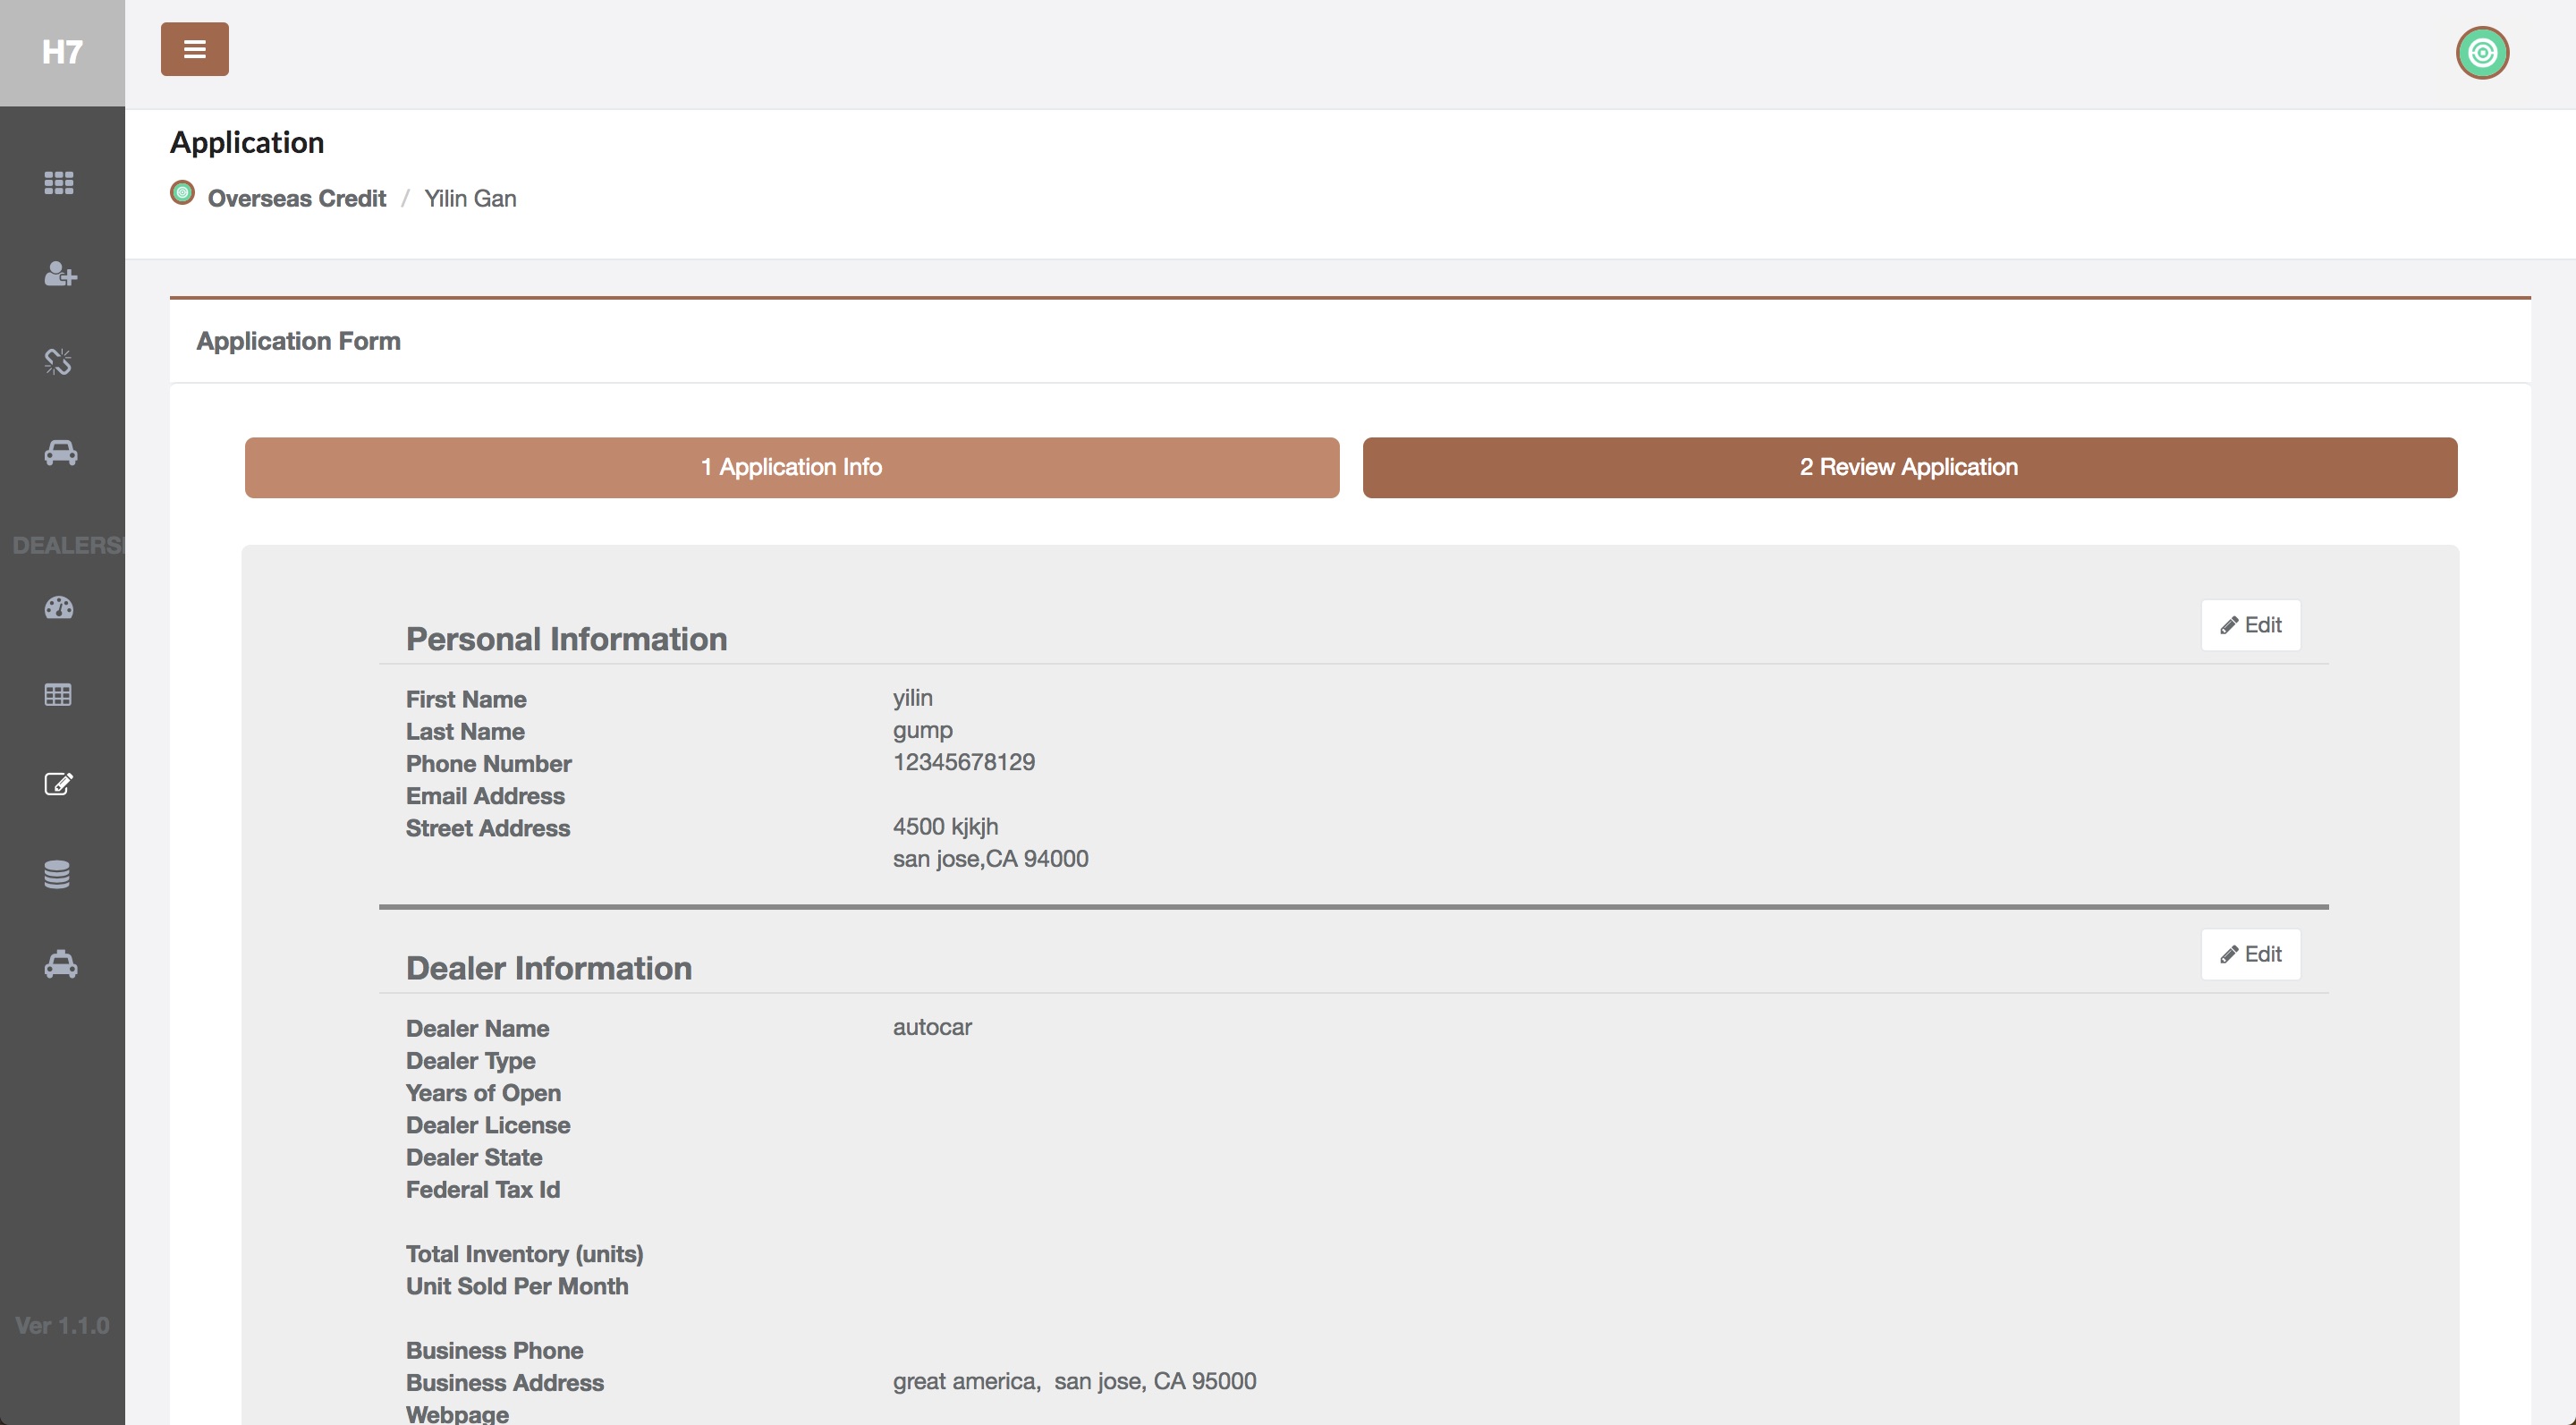 H7
Application
Overseas Credit / Yilin Gan
Application Form
1 Application Info
2 Review Application
DEALERS
Personal Information
Edit
First Name yilin
Last Name gump
Phone Number 12345678129
Email Address
Street Address 4500 kjkjh
san jose,CA 94000
Dealer Information
Edit
Dealer Name autocar
Dealer Type
Years of Open
Dealer License
Dealer State
Federal Tax Id
Total Inventory (units)
Unit Sold Per Month
Ver 1.1.0
Business Phone
Business Address great america, san jose, CA 95000
Webpage